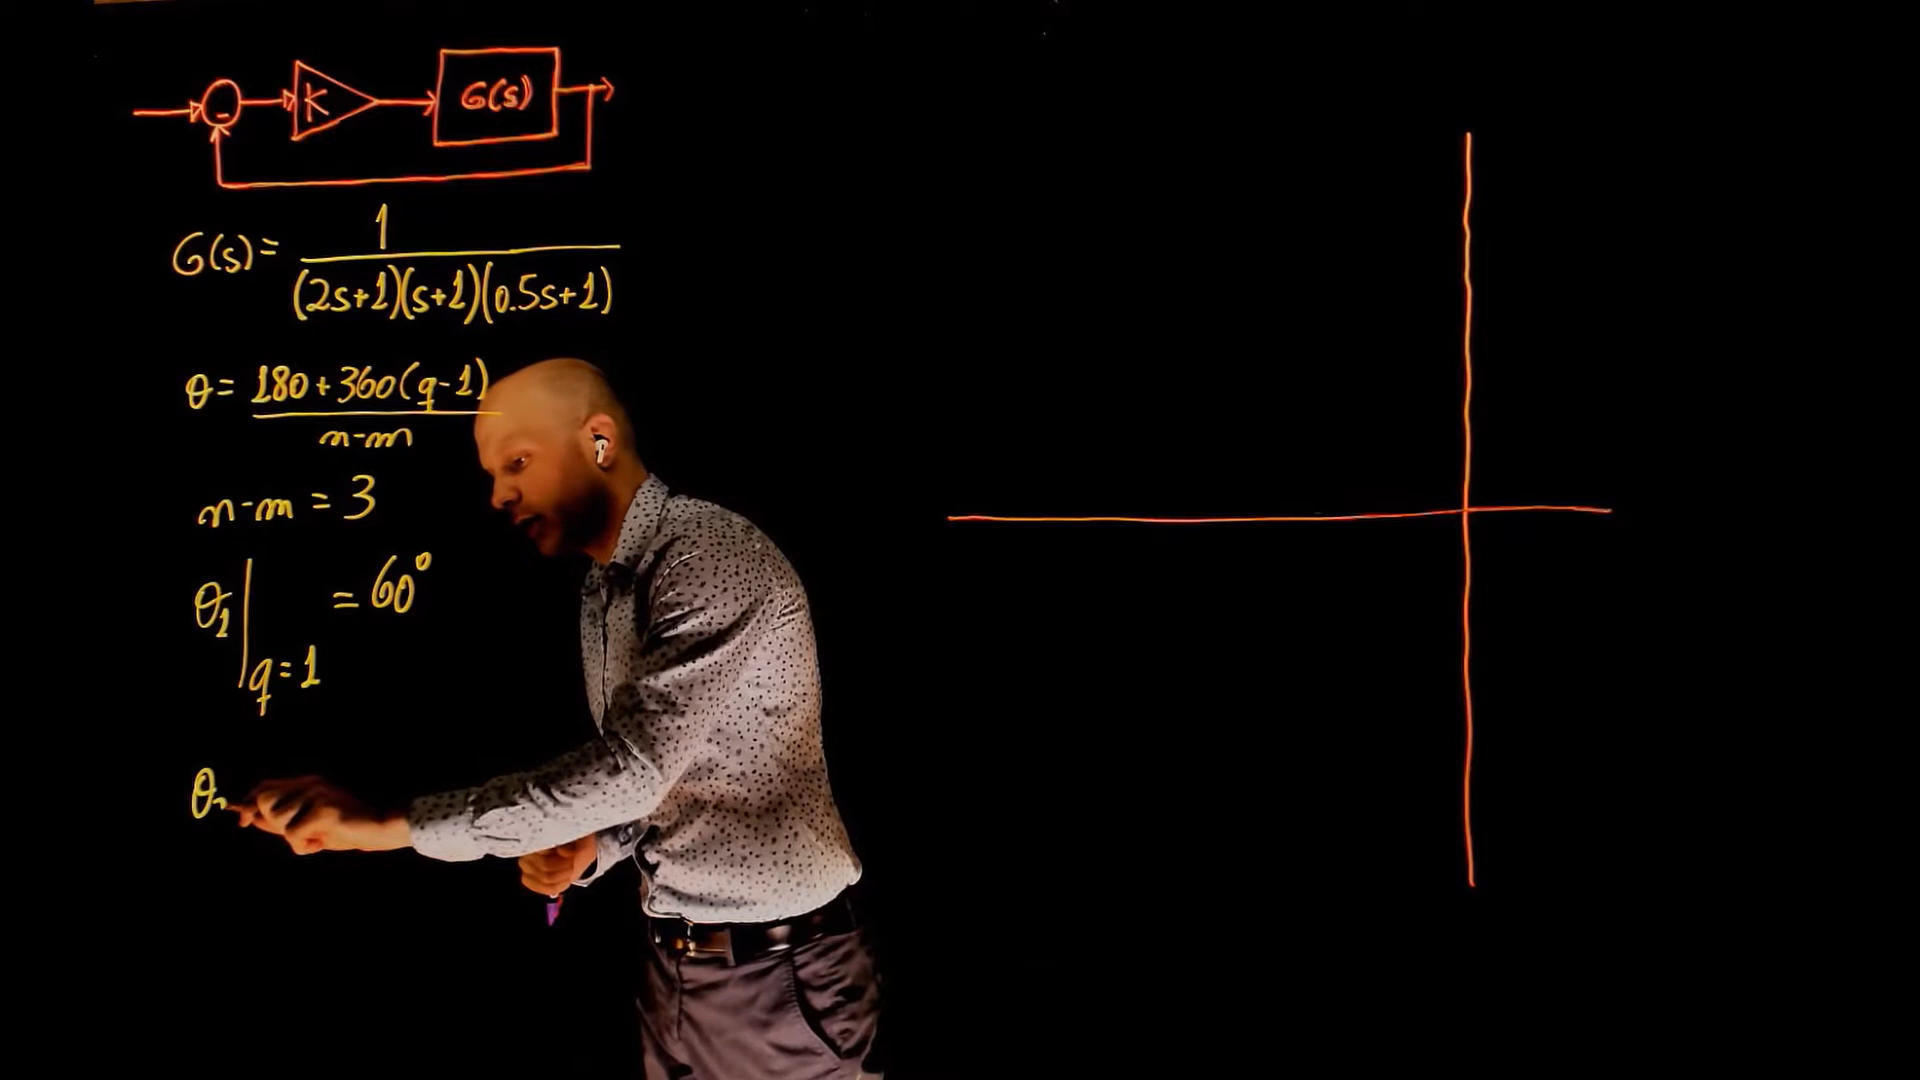 K G(s)
G(s) = 1
(2s+1)(s+1)(0.5s+1)
θ = 180+360(q-1)
n-m
n-m = 3
θ₁ = 60°
q=1
θ